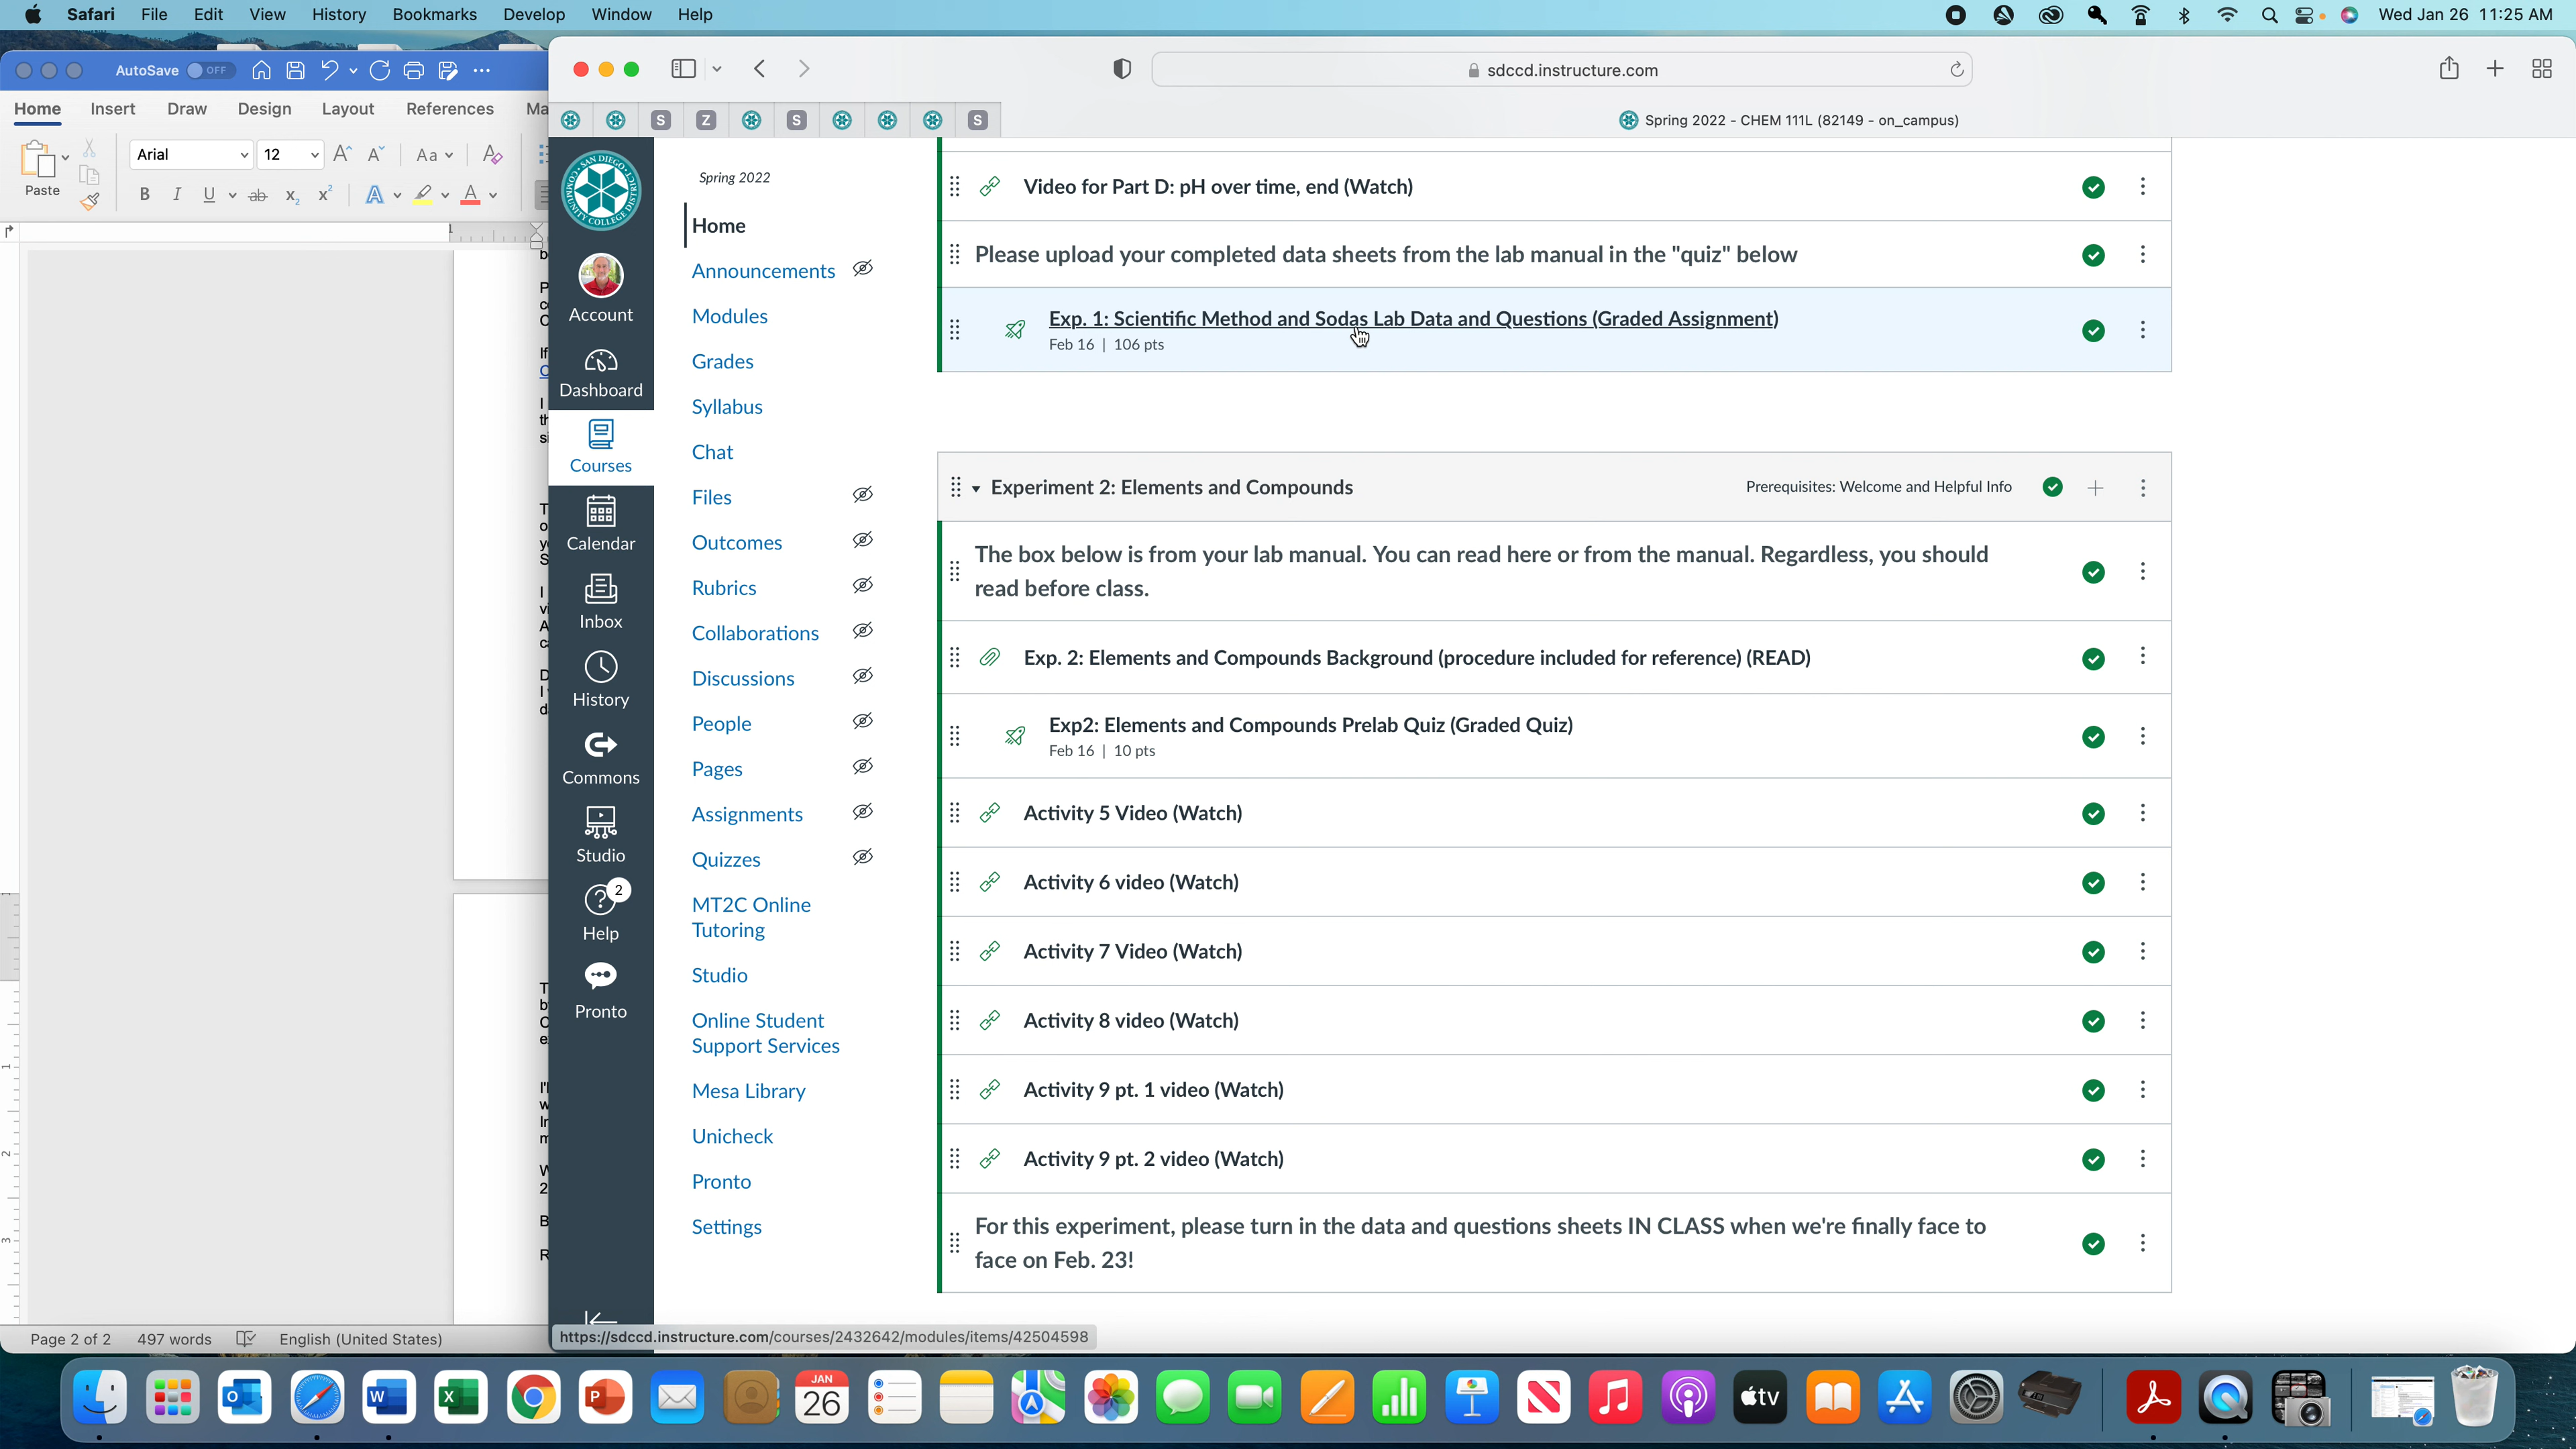 Safari File Edit View History Bookmarks Develop Window Help
Wed Jan 26 11:25 AM
AutoSave OFF
Home Insert Draw Design Layout References Ma
Paste
Arial 12
Aa
sdccd.instructure.com
S Z S S
Spring 2022 - CHEM 111L (82149 - on_campus)
SAN DIEGO COMMUNITY COLLEGE DISTRICT
Account
Dashboard
Courses
Calendar
Inbox
History
Commons
Studio
2
Help
Pronto
Spring 2022
Home
Announcements
Modules
Grades
Syllabus
Chat
Files
Outcomes
Rubrics
Collaborations
Discussions
People
Pages
Assignments
Quizzes
MT2C Online
Tutoring
Studio
Online Student
Support Services
Mesa Library
Unicheck
Pronto
Settings
Video for Part D: pH over time, end (Watch)
Please upload your completed data sheets from the lab manual in the "quiz" below
Exp. 1: Scientific Method and Sodas Lab Data and Questions (Graded Assignment)
Feb 16 | 106 pts
Experiment 2: Elements and Compounds
Prerequisites: Welcome and Helpful Info
The box below is from your lab manual. You can read here or from the manual. Regardless, you should
read before class.
Exp. 2: Elements and Compounds Background (procedure included for reference) (READ)
Exp2: Elements and Compounds Prelab Quiz (Graded Quiz)
Feb 16 | 10 pts
Activity 5 Video (Watch)
Activity 6 video (Watch)
Activity 7 Video (Watch)
Activity 8 video (Watch)
Activity 9 pt. 1 video (Watch)
Activity 9 pt. 2 video (Watch)
For this experiment, please turn in the data and questions sheets IN CLASS when we're finally face to
face on Feb. 23!
Page 2 of 2 497 words English (United States)
https://sdccd.instructure.com/courses/2432642/modules/items/42504598
JAN
26
tv